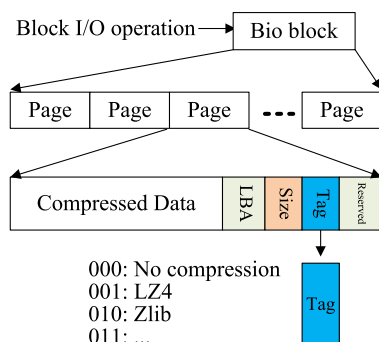 Block I/O operation
Bio block
Page Page Page Page
Compressed Data LBA Size Tag Reserved
000: No compression
001: LZ4
Tag
010: Zlib
011: ...